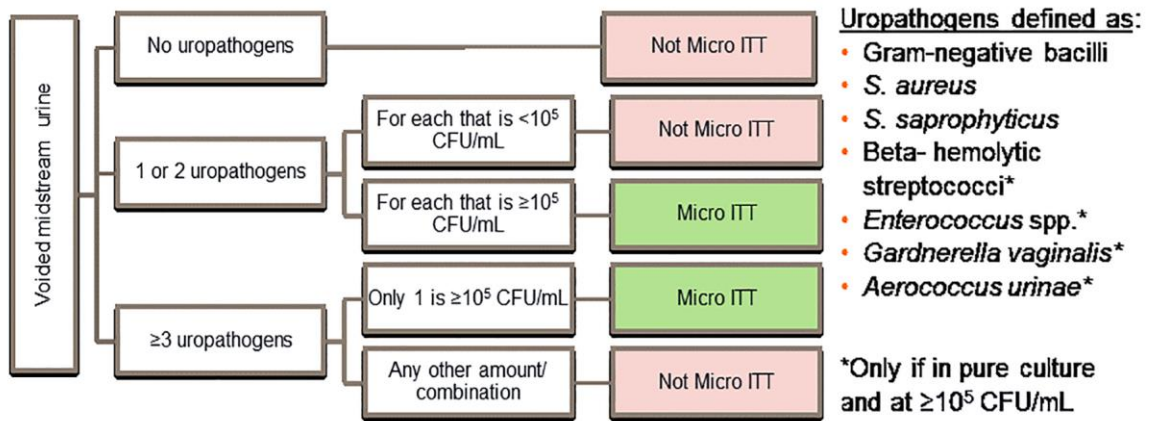 Voided midstream urine
No uropathogens
Not Micro ITT
1 or 2 uropathogens
For each that is <10⁵
CFU/mL
Not Micro ITT
For each that is ≥10⁵
CFU/mL
Micro ITT
≥3 uropathogens
Only 1 is ≥10⁵ CFU/mL
Micro ITT
Any other amount/
combination
Not Micro ITT
Uropathogens defined as:
• Gram-negative bacilli
• S. aureus
• S. saprophyticus
• Beta- hemolytic
streptococci*
• Enterococcus spp.*
• Gardnerella vaginalis*
• Aerococcus urinae*
*Only if in pure culture
and at ≥10⁵ CFU/mL